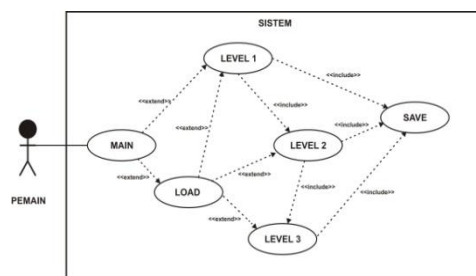 SISTEM
LEVEL 1
<<extend>>
<<include>>
<<extend>>
<<include>>
SAVE
<<include>>
MAIN
LEVEL 2
<<extend>>
<<extend>>
LOAD
<<include>>
<<include>>
<<extend>>
LEVEL 3
PEMAIN